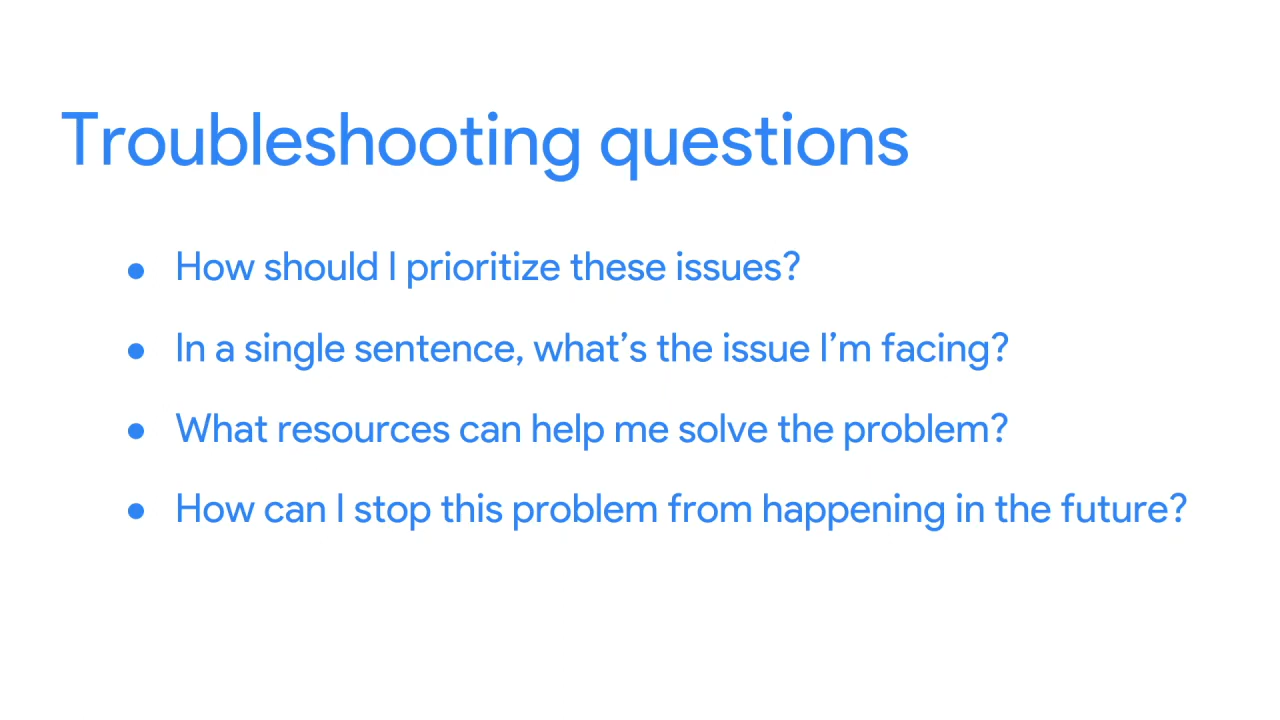 Troubleshooting questions
● How should I prioritize these issues?
● In a single sentence, what’s the issue I’m facing?
● What resources can help me solve the problem?
● How can I stop this problem from happening in the future?